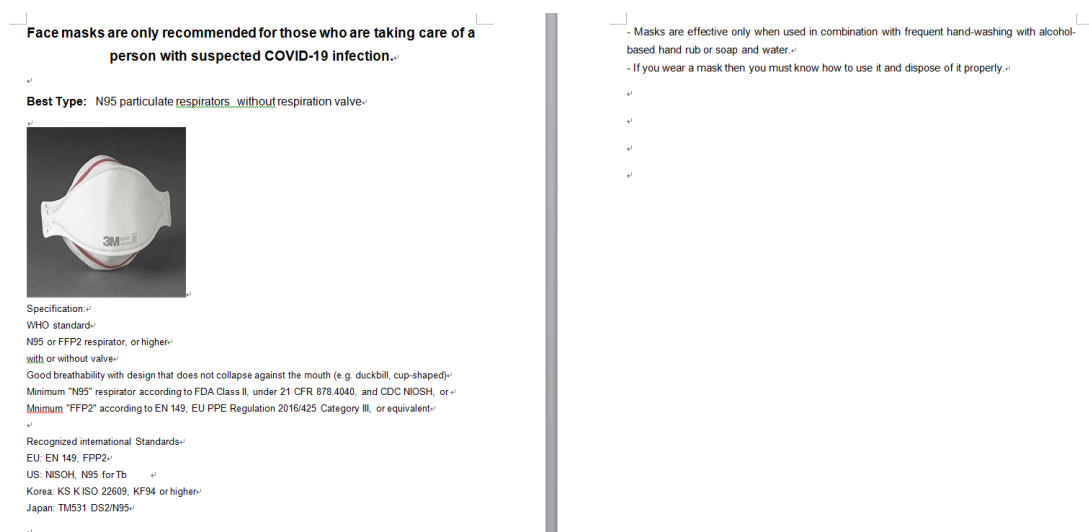 Face masks are only recommended for those who are taking care of a
person with suspected COVID-19 infection.
Best Type: N95 particulate respirators without respiration valve
3M
Specification:
WHO standard
N95 or FFP2 respirator, or higher
with or without valve
Good breathability with design that does not collapse against the mouth (e.g. duckbill, cup-shaped)
Minimum "N95" respirator according to FDA Class II, under 21 CFR 878.4040, and CDC NIOSH, or
Mnimum "FFP2" according to EN 149, EU PPE Regulation 2016/425 Category III, or equivalent
Recognized international Standards
EU: EN 149, FPP2
US: NISOH, N95 for Tb
Korea: KS K ISO 22609, KF94 or higher
Japan: TM531 DS2/N95
- Masks are effective only when used in combination with frequent hand-washing with alcohol-
based hand rub or soap and water.
- If you wear a mask then you must know how to use it and dispose of it properly.